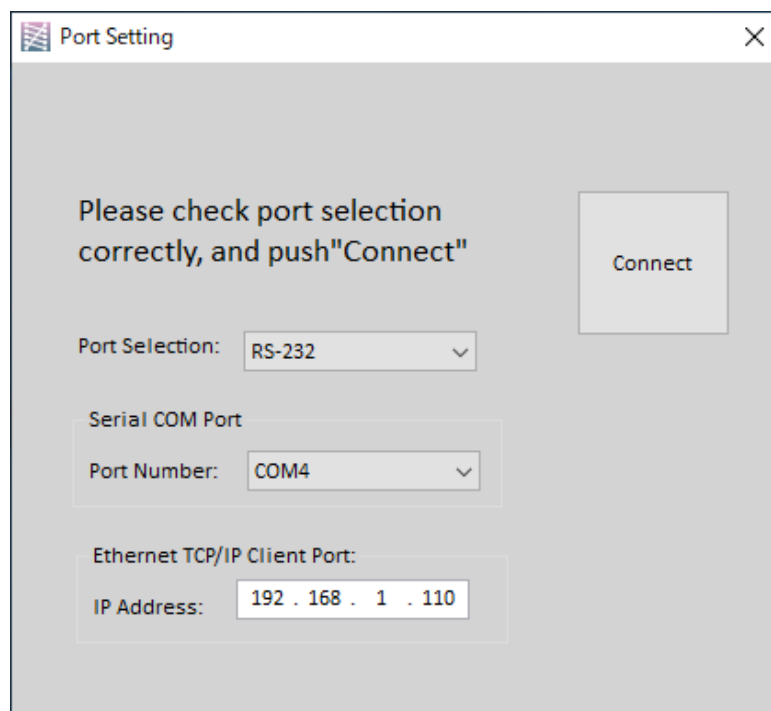 Port Setting
Please check port selection
correctly, and push"Connect"
Connect
Port Selection:
RS-232
Serial COM Port
Port Number:
COM4
Ethernet TCP/IP Client Port:
IP Address:
192 . 168 . 1 . 110